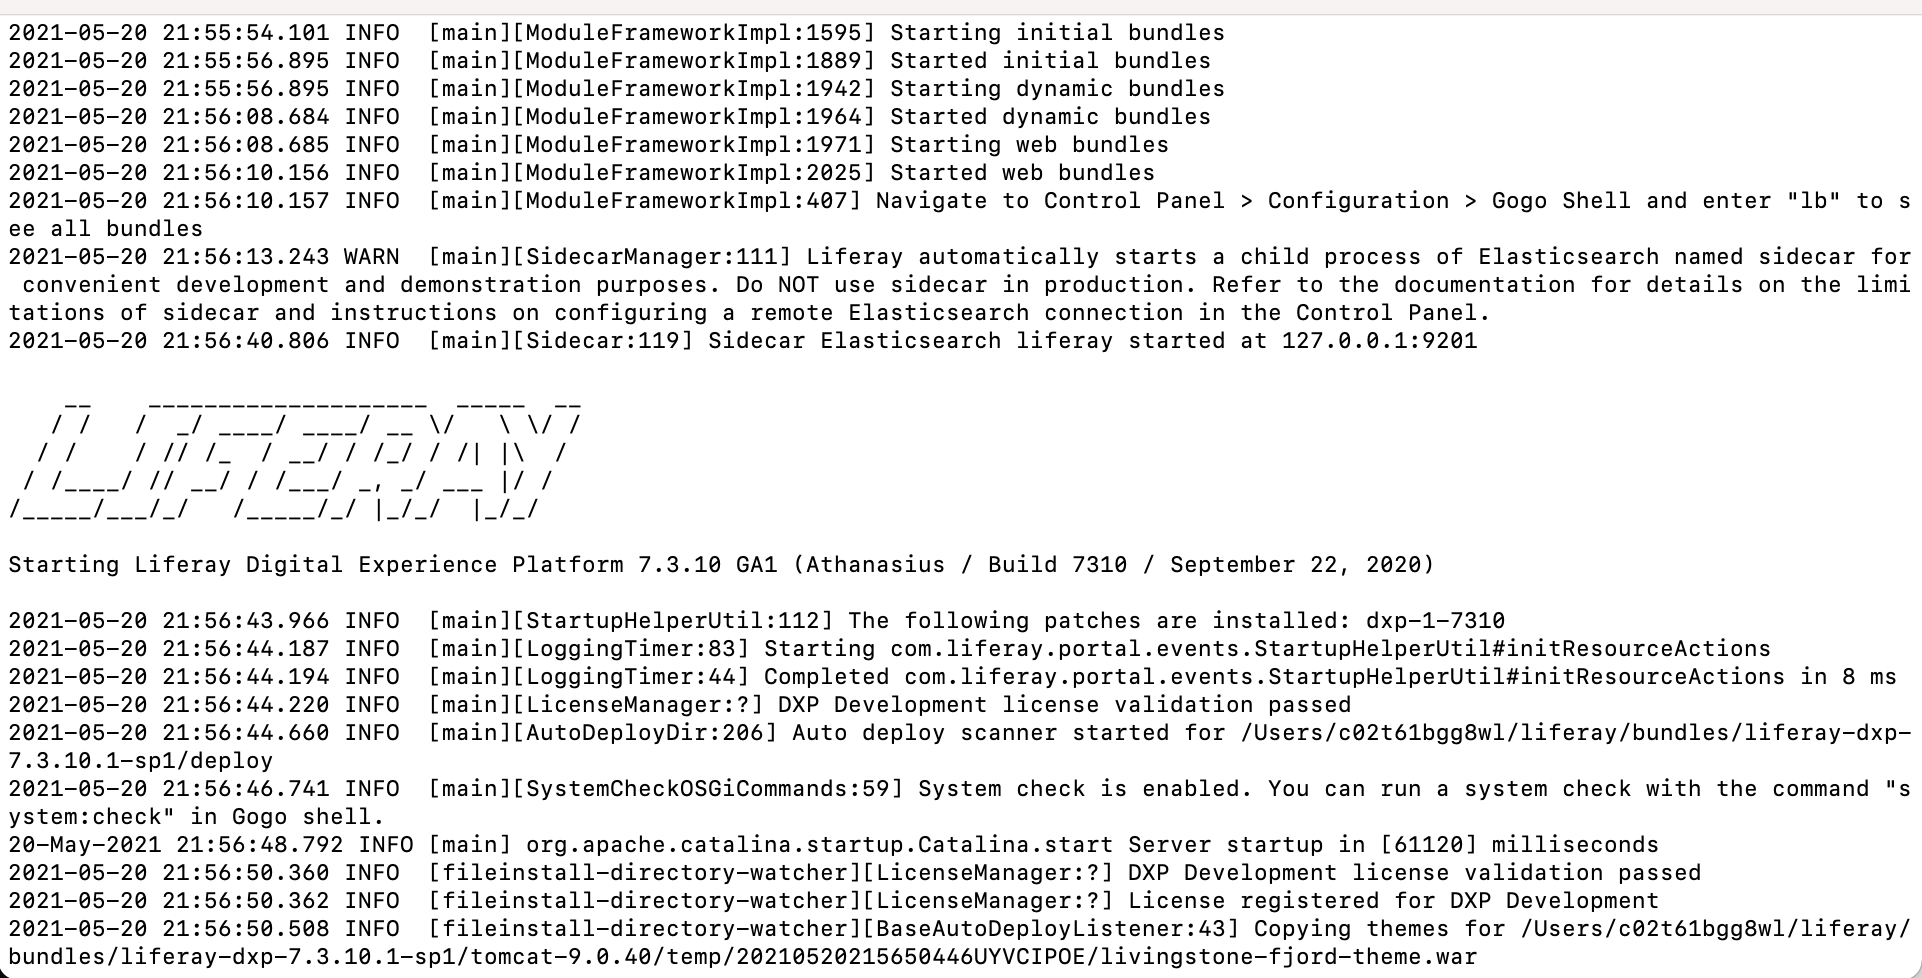 2021-05-20 21:55:54.101 INFO  [main][ModuleFrameworkImpl:1595] Starting initial bundles
2021-05-20 21:55:56.895 INFO  [main][ModuleFrameworkImpl:1889] Started initial bundles
2021-05-20 21:55:56.895 INFO  [main][ModuleFrameworkImpl:1942] Starting dynamic bundles
2021-05-20 21:56:08.684 INFO  [main][ModuleFrameworkImpl:1964] Started dynamic bundles
2021-05-20 21:56:08.685 INFO  [main][ModuleFrameworkImpl:1971] Starting web bundles
2021-05-20 21:56:10.156 INFO  [main][ModuleFrameworkImpl:2025] Started web bundles
2021-05-20 21:56:10.157 INFO  [main][ModuleFrameworkImpl:407] Navigate to Control Panel > Configuration > Gogo Shell and enter "lb" to s
ee all bundles
2021-05-20 21:56:13.243 WARN  [main][SidecarManager:111] Liferay automatically starts a child process of Elasticsearch named sidecar for
 convenient development and demonstration purposes. Do NOT use sidecar in production. Refer to the documentation for details on the limi
tations of sidecar and instructions on configuring a remote Elasticsearch connection in the Control Panel.
2021-05-20 21:56:40.806 INFO  [main][Sidecar:119] Sidecar Elasticsearch liferay started at 127.0.0.1:9201
LIFERAY
Starting Liferay Digital Experience Platform 7.3.10 GA1 (Athanasius / Build 7310 / September 22, 2020)
2021-05-20 21:56:43.966 INFO  [main][StartupHelperUtil:112] The following patches are installed: dxp-1-7310
2021-05-20 21:56:44.187 INFO  [main][LoggingTimer:83] Starting com.liferay.portal.events.StartupHelperUtil#initResourceActions
2021-05-20 21:56:44.194 INFO  [main][LoggingTimer:44] Completed com.liferay.portal.events.StartupHelperUtil#initResourceActions in 8 ms
2021-05-20 21:56:44.220 INFO  [main][LicenseManager:?] DXP Development license validation passed
2021-05-20 21:56:44.660 INFO  [main][AutoDeployDir:206] Auto deploy scanner started for /Users/c02t61bgg8wl/liferay/bundles/liferay-dxp-
7.3.10.1-sp1/deploy
2021-05-20 21:56:46.741 INFO  [main][SystemCheckOSGiCommands:59] System check is enabled. You can run a system check with the command "s
ystem:check" in Gogo shell.
20-May-2021 21:56:48.792 INFO [main] org.apache.catalina.startup.Catalina.start Server startup in [61120] milliseconds
2021-05-20 21:56:50.360 INFO  [fileinstall-directory-watcher][LicenseManager:?] DXP Development license validation passed
2021-05-20 21:56:50.362 INFO  [fileinstall-directory-watcher][LicenseManager:?] License registered for DXP Development
2021-05-20 21:56:50.508 INFO  [fileinstall-directory-watcher][BaseAutoDeployListener:43] Copying themes for /Users/c02t61bgg8wl/liferay/
bundles/liferay-dxp-7.3.10.1-sp1/tomcat-9.0.40/temp/20210520215650446UYVCIPOE/livingstone-fjord-theme.war